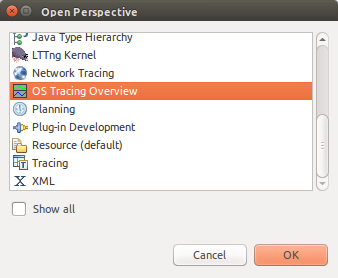 Open Perspective
Java Type Hierarchy
LTTng Kernel
Network Tracing
OS Tracing Overview
Planning
Plug-in Development
Resource (default)
Tracing
XML
Show all
Cancel
OK